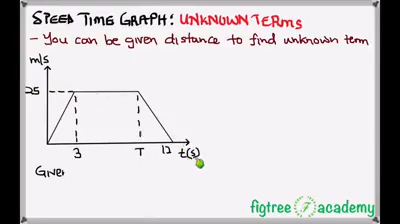 SPEED TIME GRAPH: UNKNOWN TERMS
- You can be given distance to find unknown term
m/s
25
3 T 12 t(s)
Given
figtree academy